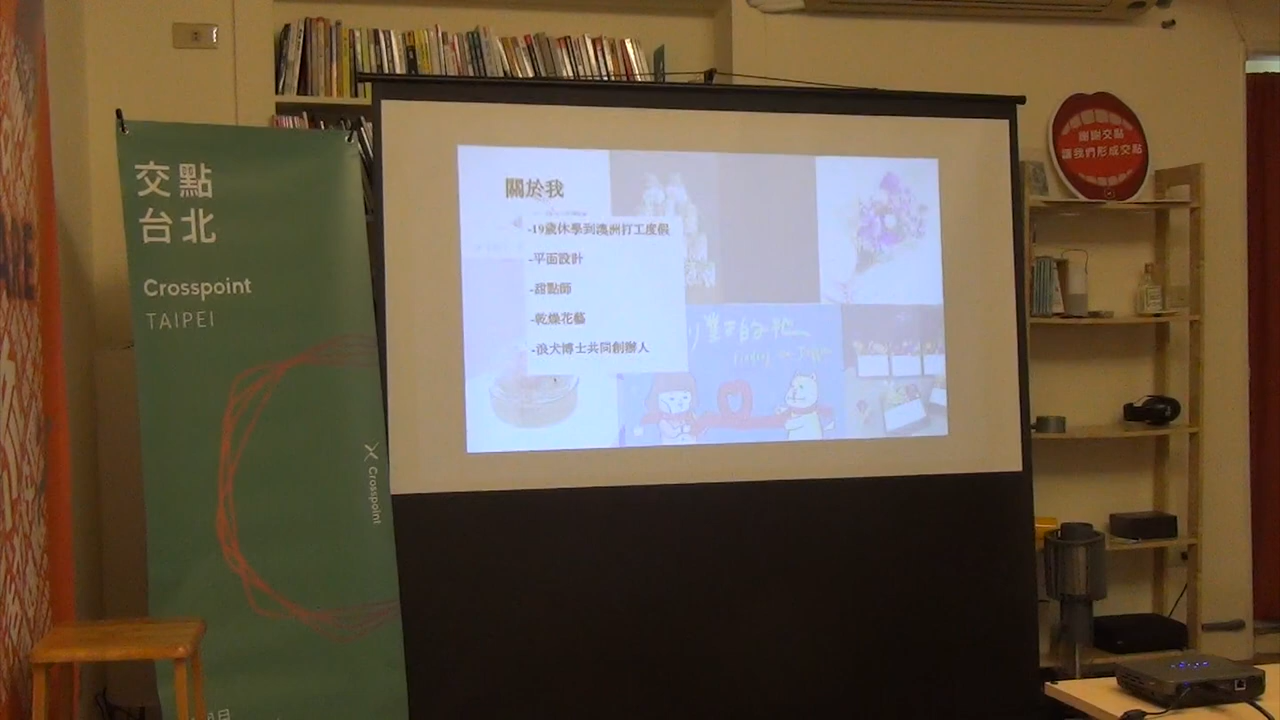 交點
台北
Crosspoint
TAIPEI
Crosspoint
關於我
-19歲休學到澳洲打工度假
-平面設計
-甜點師
-乾燥花藝
-浪犬博士共同創辦人
謝謝交點
讓我們形成交點